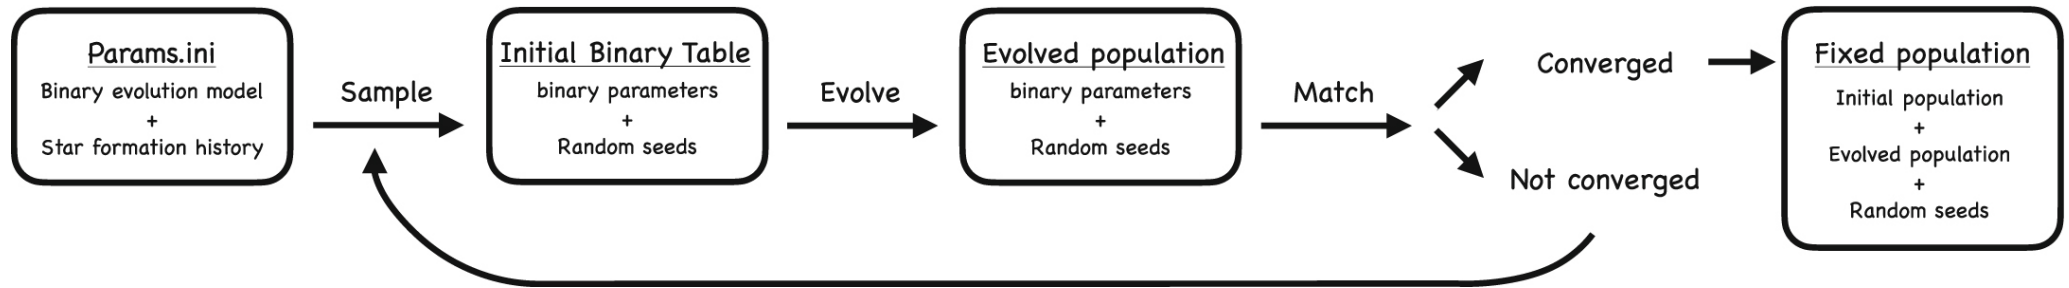 Params.ini
Binary evolution model
+
Star formation history
Sample
Initial Binary Table
binary parameters
+
Random seeds
Evolve
Evolved population
binary parameters
+
Random seeds
Match
Converged
Not converged
Fixed population
Initial population
+
Evolved population
+
Random seeds